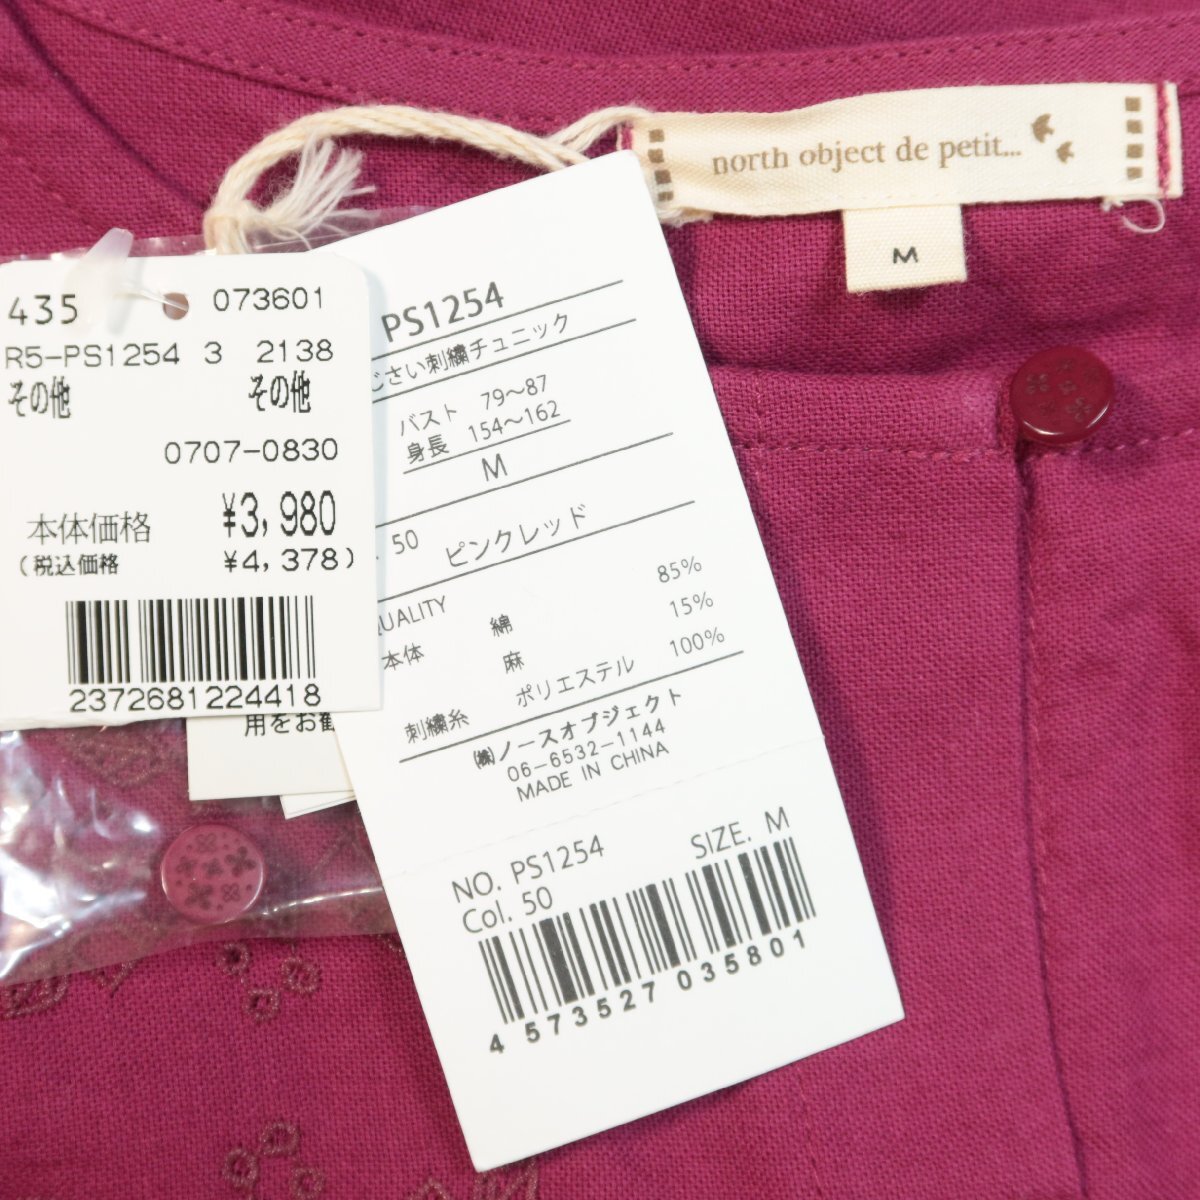 north object de petit...
M
435 073601
R5-PS1254 3 2138
その他 その他
0707-0830
本体価格 ¥3,980
(税込価格 ¥4,378)
2372681224418
用をお勧
PS1254
じさい刺繍チュニック
バスト 79〜87
身長 154〜162
M
. 50 ピンクレッド
QUALITY
本体 綿 85%
麻 15%
刺繍糸 ポリエステル 100%
㈱ノースオブジェクト
06-6532-1144
MADE IN CHINA
NO. PS1254 SIZE. M
Col. 50
4 573527 035801